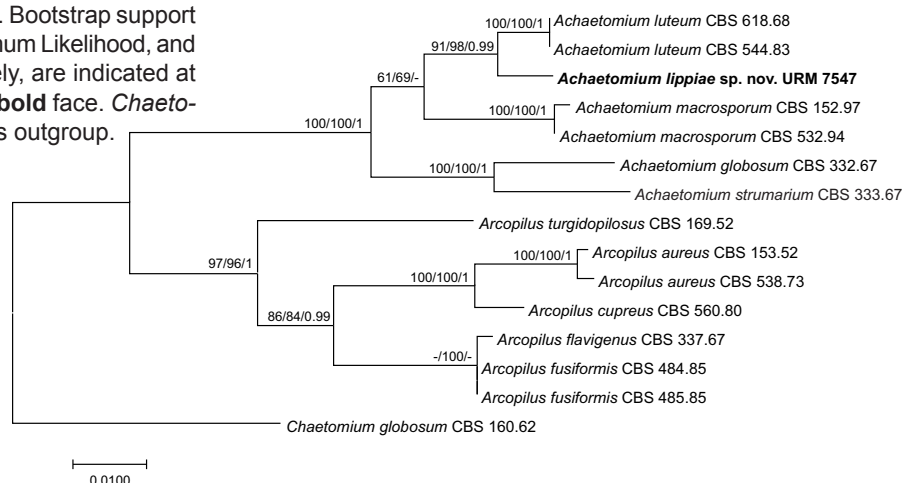 . Bootstrap support
num Likelihood, and
ely, are indicated at
bold face. Chaeto-
s outgroup.
100/100/1
Achaetomium luteum CBS 618.68
91/98/0.99
Achaetomium luteum CBS 544.83
61/69/-
Achaetomium lippiae sp. nov. URM 7547
100/100/1
Achaetomium macrosporum CBS 152.97
100/100/1
Achaetomium macrosporum CBS 532.94
100/100/1
Achaetomium globosum CBS 332.67
Achaetomium strumarium CBS 333.67
Arcopilus turgidopilosus CBS 169.52
97/96/1
100/100/1
Arcopilus aureus CBS 153.52
100/100/1
Arcopilus aureus CBS 538.73
86/84/0.99
Arcopilus cupreus CBS 560.80
Arcopilus flavigenus CBS 337.67
-/100/-
Arcopilus fusiformis CBS 484.85
Arcopilus fusiformis CBS 485.85
Chaetomium globosum CBS 160.62
0.0100